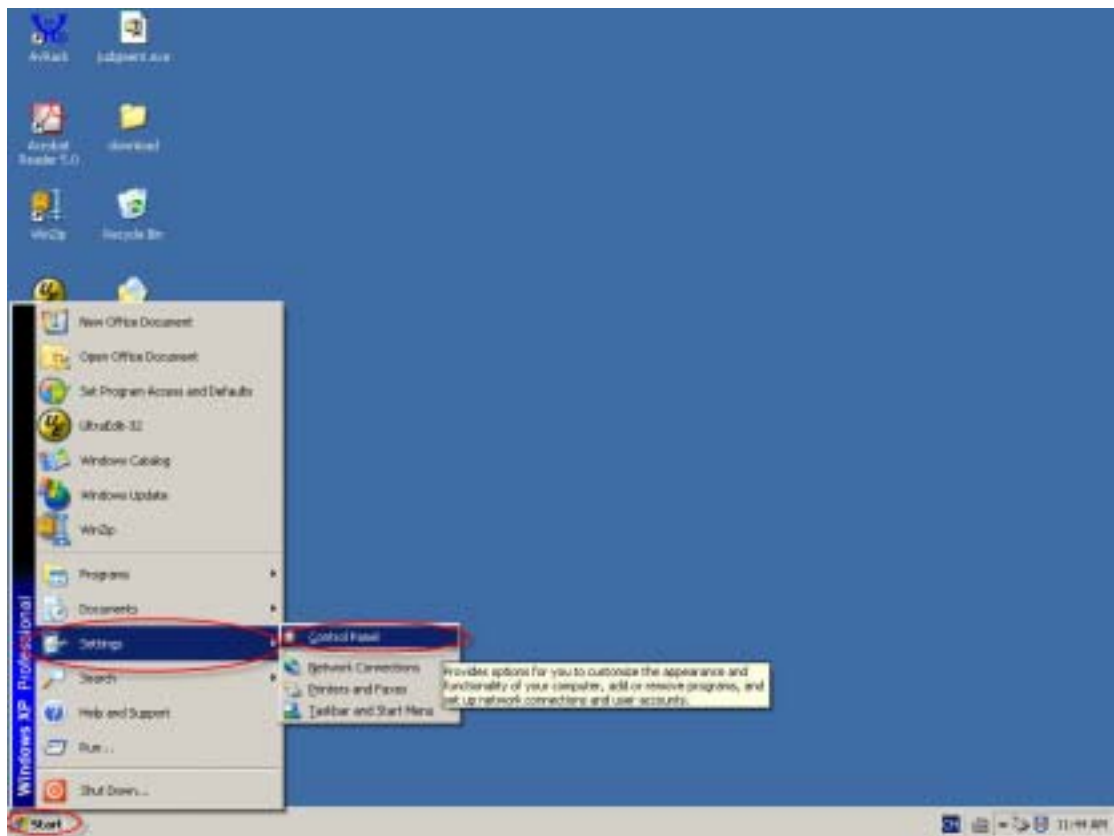 AvRack
Acrobat
Reader 5.0
download
WinZip
Recycle Bin
New Office Document
Open Office Document
Set Program Access and Defaults
UltraEdit-32
Windows Catalog
Windows Update
WinZip
Programs
Documents
Settings
Search
Help and Support
Run...
Shut Down...
Windows XP Professional
Control Panel
Network Connections
Printers and Faxes
Taskbar and Start Menu
Provides options for you to customize the appearance and
functionality of your computer, add or remove programs, and
set up network connections and user accounts.
Start
11:44 AM